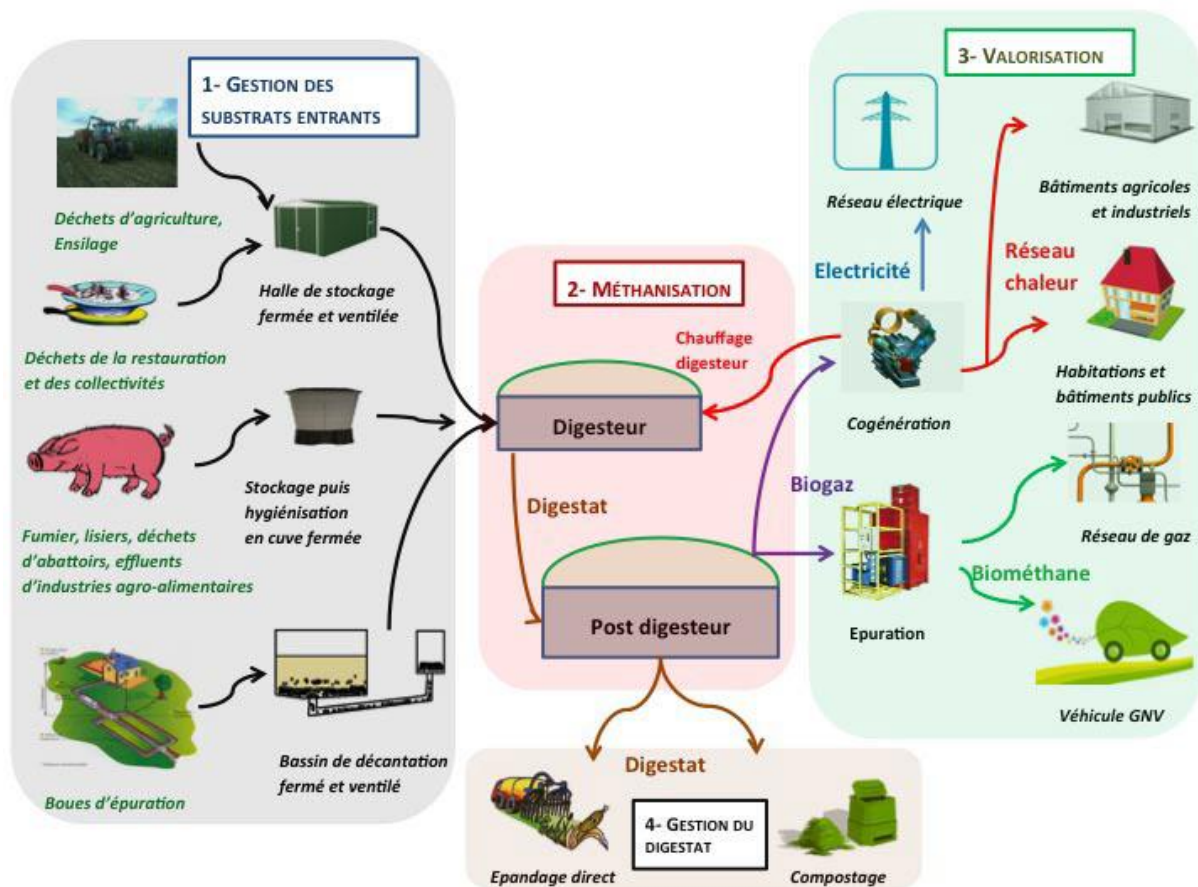 1- GESTION DES
SUBSTRATS ENTRANTS
Déchets d'agriculture,
Ensilage
Halle de stockage
fermée et ventilée
Déchets de la restauration
et des collectivités
Stockage puis
hygiénisation
en cuve fermée
Fumier, lisiers, déchets
d'abattoirs, effluents
d'industries agro-alimentaires
Bassin de décantation
fermé et ventilé
Boues d'épuration
2- MÉTHANISATION
Chauffage
digesteur
Digesteur
Digestat
Post digesteur
Biogaz
3- VALORISATION
Réseau électrique
Bâtiments agricoles
et industriels
Electricité
Réseau
chaleur
Cogénération
Habitations et
bâtiments publics
Réseau de gaz
Biométhane
Epuration
Véhicule GNV
Digestat
4- GESTION DU
DIGESTAT
Epandage direct
Compostage